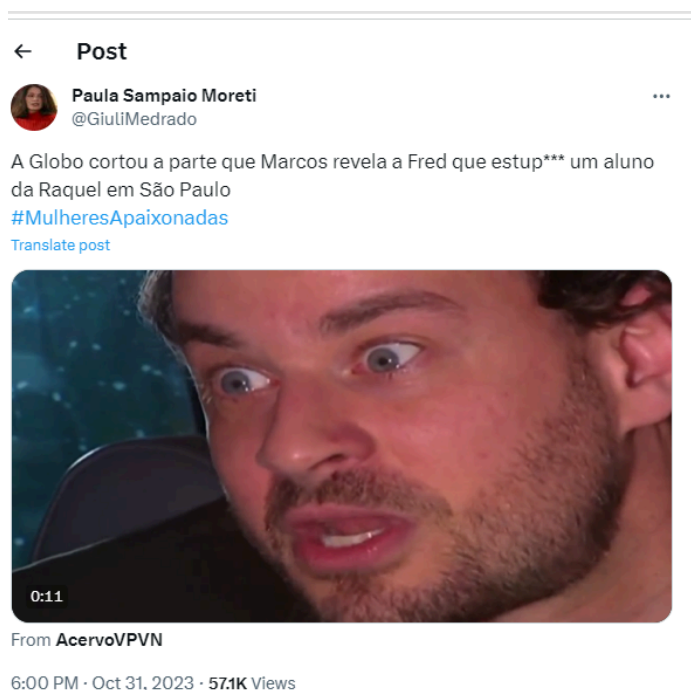 Post
Paula Sampaio Moreti
@GiuliMedrado
A Globo cortou a parte que Marcos revela a Fred que estup*** um aluno
da Raquel em São Paulo
#MulheresApaixonadas
Translate post
0:11
From AcervoVPVN
6:00 PM · Oct 31, 2023 · 57.1K Views